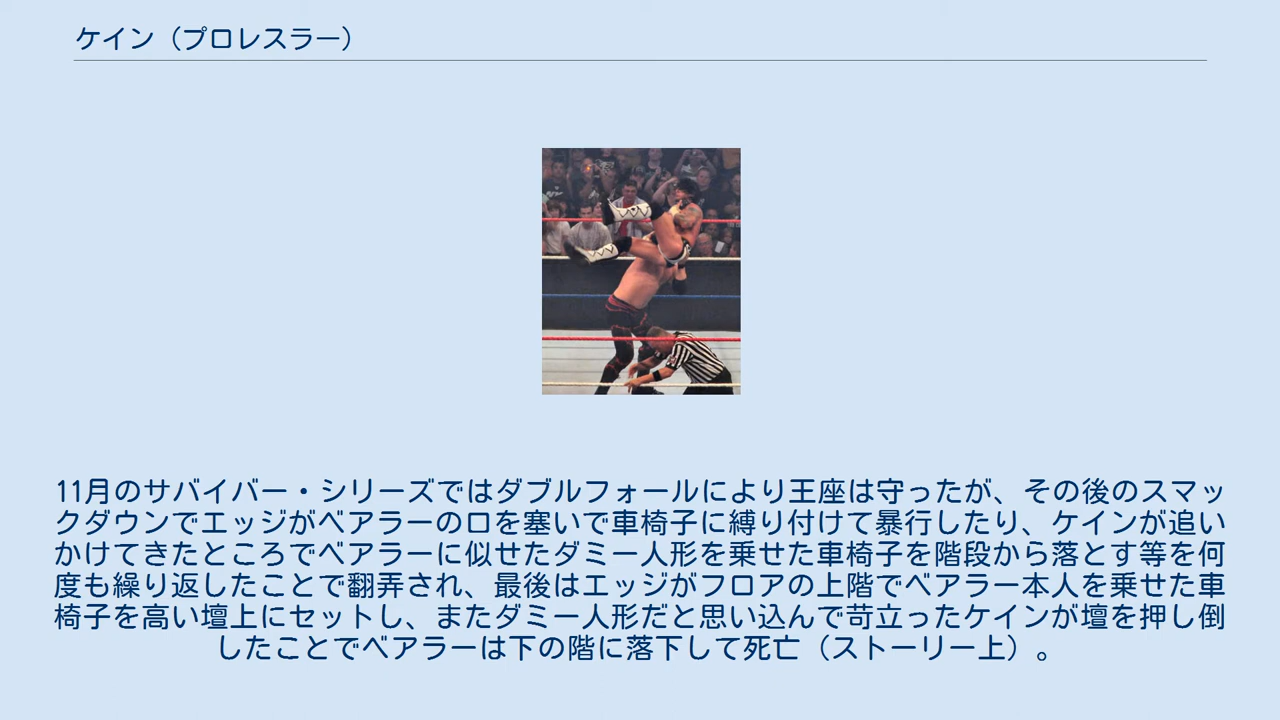 ケイン（プロレスラー）
11月のサバイバー・シリーズではダブルフォールにより王座は守ったが、その後のスマッ
クダウンでエッジがベアラーの口を塞いで車椅子に縛り付けて暴行したり、ケインが追い
かけてきたところでベアラーに似せたダミー人形を乗せた車椅子を階段から落とす等を何
度も繰り返したことで翻弄され、最後はエッジがフロアの上階でベアラー本人を乗せた車
椅子を高い壇上にセットし、またダミー人形だと思い込んで苛立ったケインが壇を押し倒
したことでベアラーは下の階に落下して死亡（ストーリー上）。